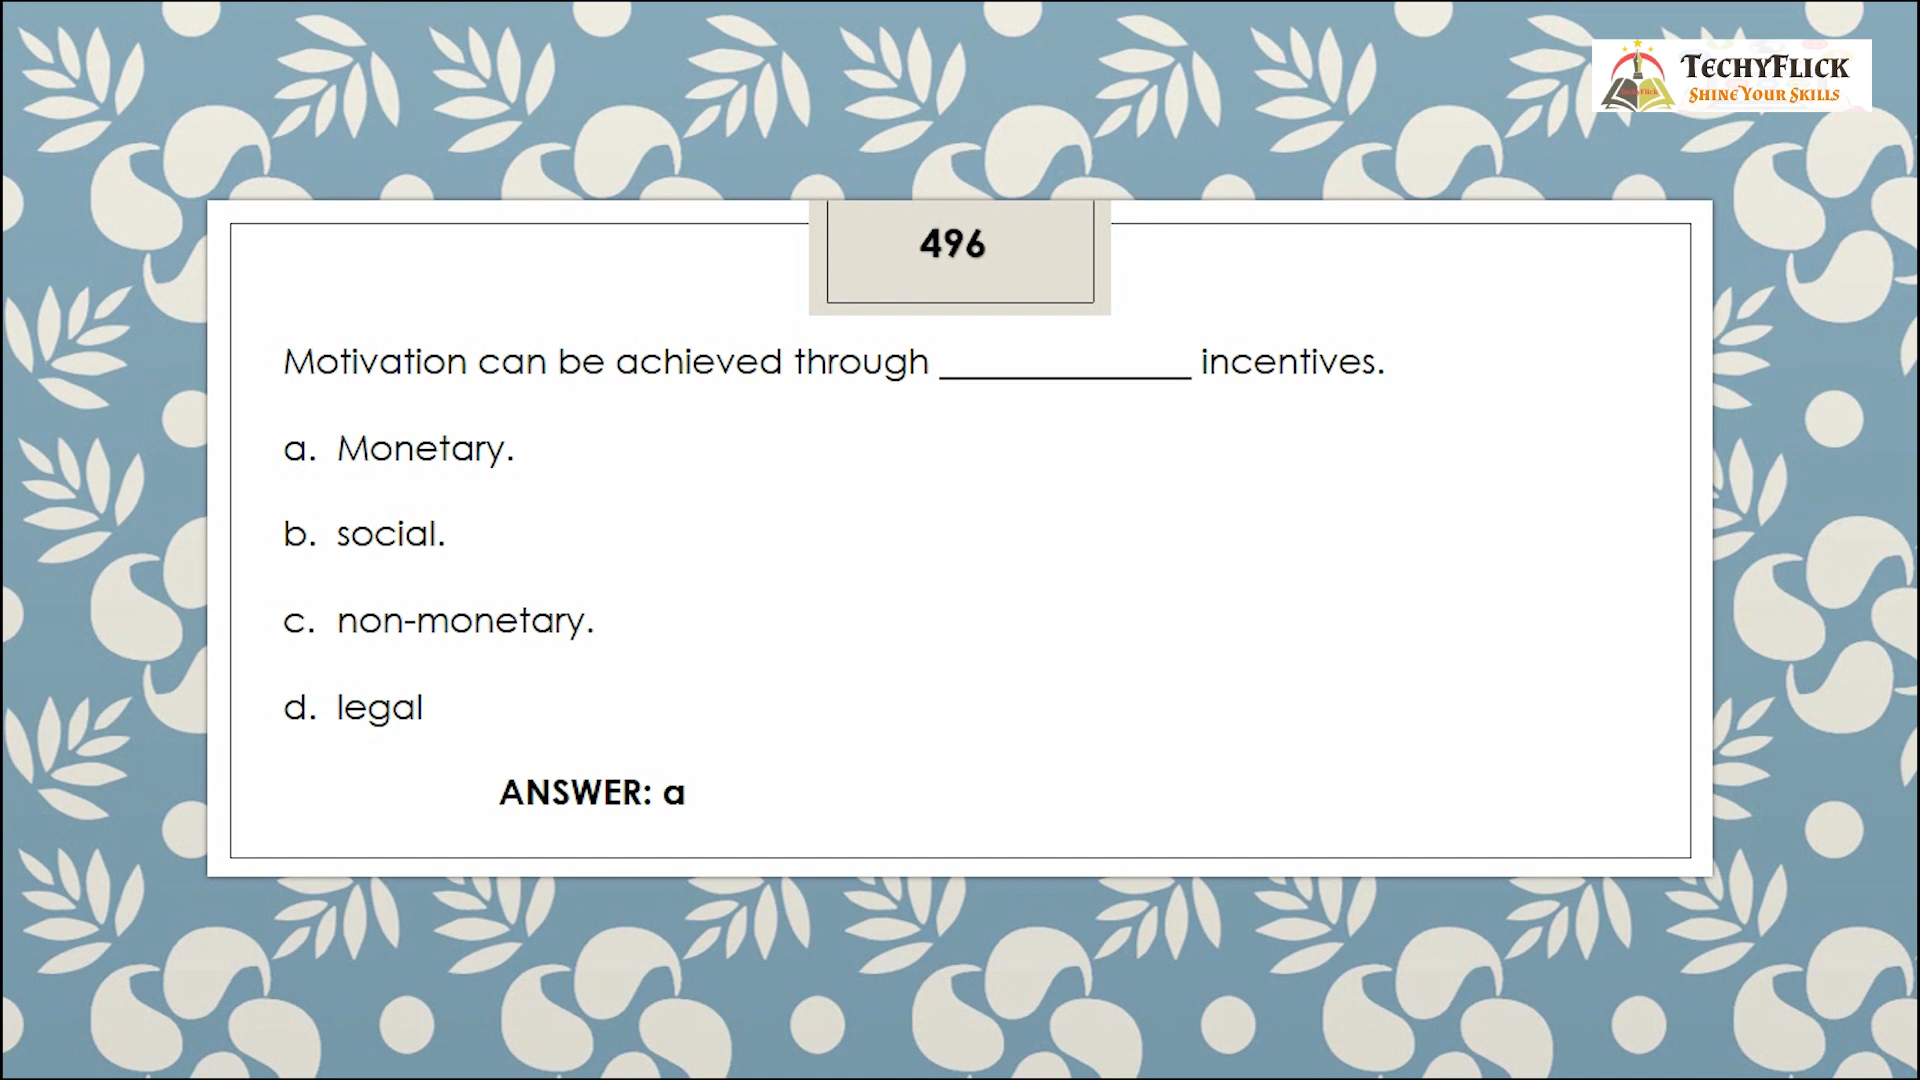 TECHYFLICK
SHINE YOUR SKILLS
496
Motivation can be achieved through ____________ incentives.
a. Monetary.
b. social.
c. non-monetary.
d. legal
ANSWER: a